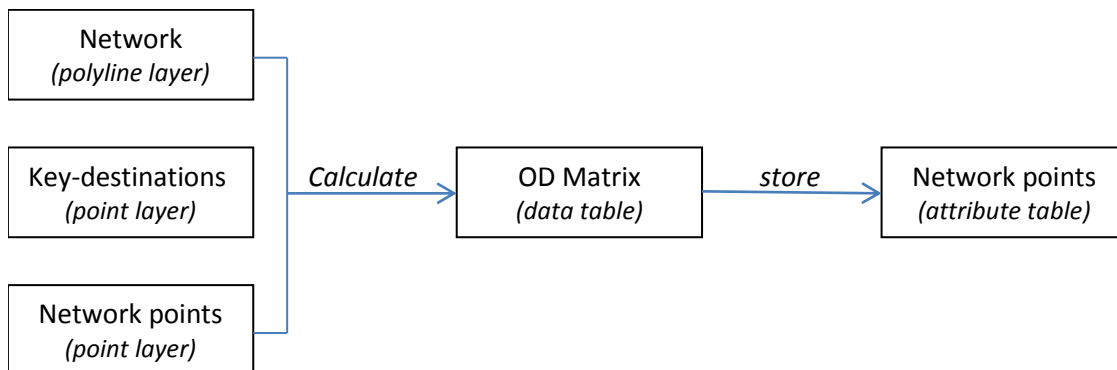 Network
(polyline layer)
Key-destinations
(point layer)
Network points
(point layer)
Calculate
OD Matrix
(data table)
store
Network points
(attribute table)